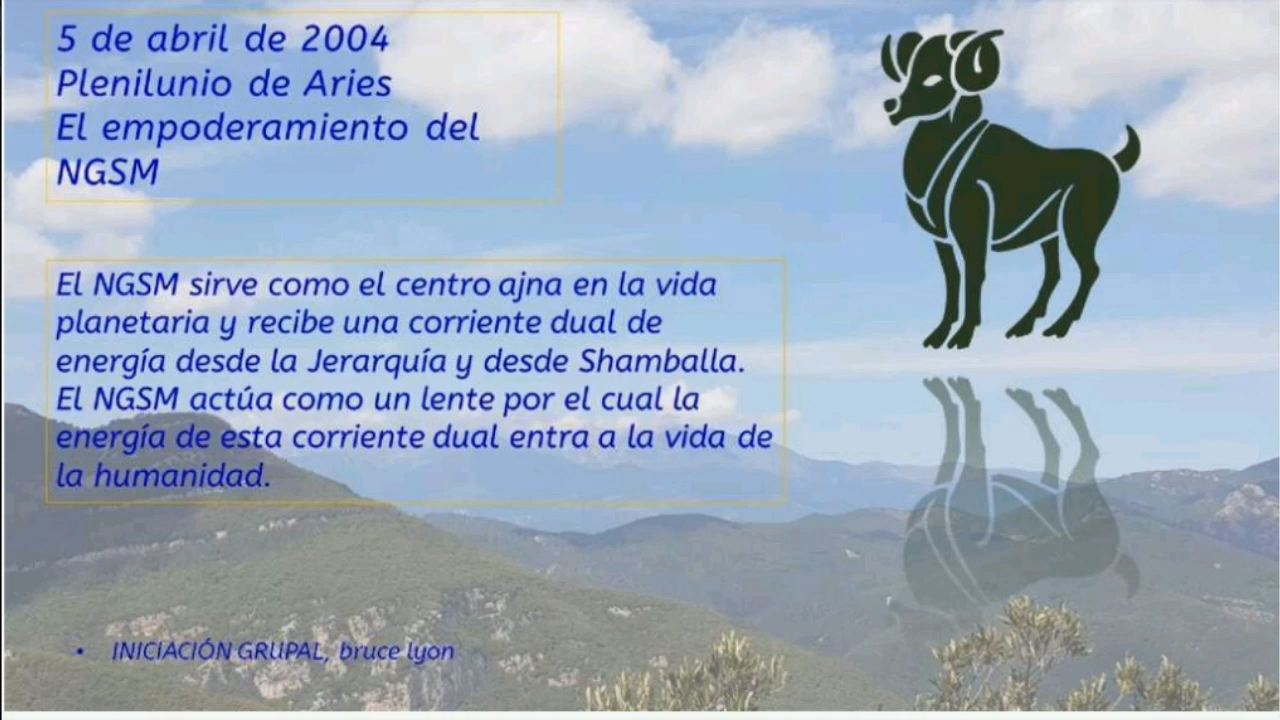 5 de abril de 2004
Plenilunio de Aries
El empoderamiento del
NGSM
El NGSM sirve como el centro ajna en la vida
planetaria y recibe una corriente dual de
energía desde la Jerarquía y desde Shamballa.
El NGSM actúa como un lente por el cual la
energía de esta corriente dual entra a la vida de
la humanidad.
• INICIACIÓN GRUPAL, bruce lyon